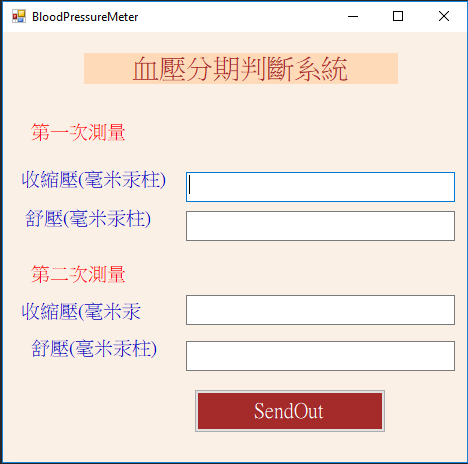 BloodPressureMeter
血壓分期判斷系統
第一次測量
收縮壓(毫米汞柱)
舒壓(毫米汞柱)
第二次測量
收縮壓(毫米汞
舒壓(毫米汞柱)
SendOut